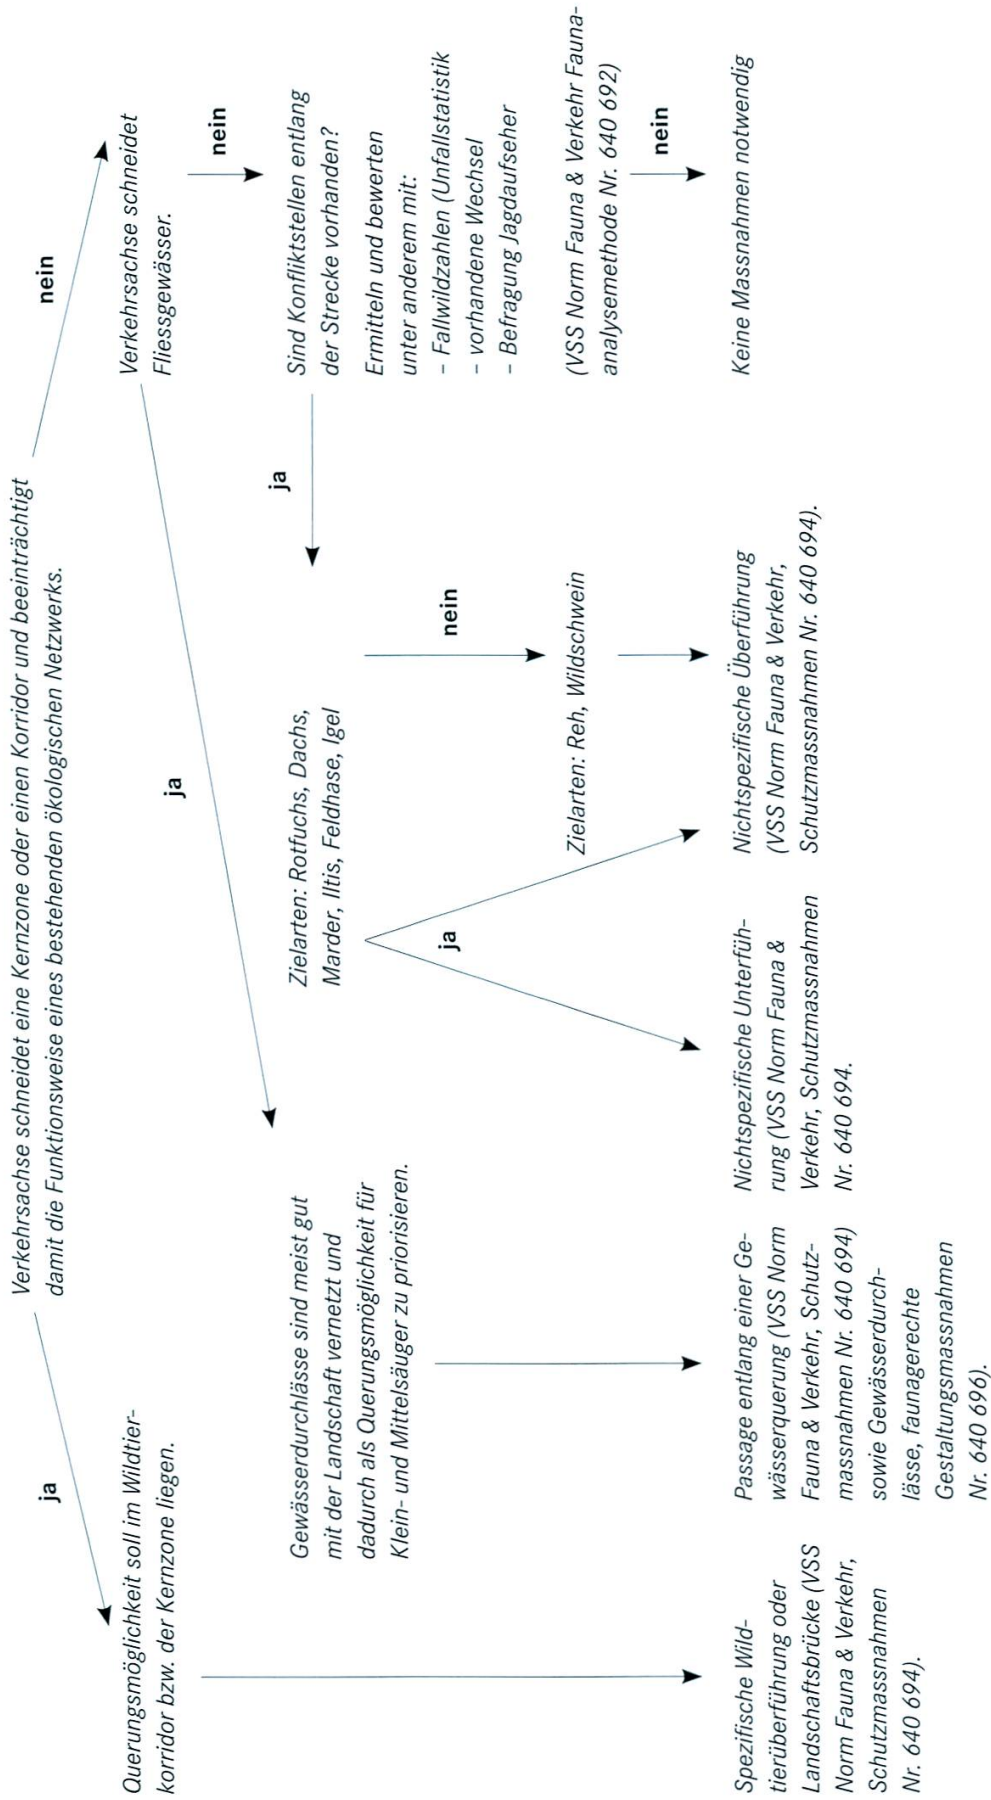 Verkehrsachse schneidet eine Kernzone oder einen Korridor und beeinträchtigt
damit die Funktionsweise eines bestehenden ökologischen Netzwerks.
ja
nein
Querungsmöglichkeit soll im Wildtier-
korridor bzw. der Kernzone liegen.
Verkehrsachse schneidet
Fliessgewässer.
ja
nein
Gewässerdurchlässe sind meist gut
mit der Landschaft vernetzt und
dadurch als Querungsmöglichkeit für
Klein- und Mittelsäuger zu priorisieren.
Zielarten: Rotfuchs, Dachs,
Marder, Iltis, Feldhase, Igel
ja
Sind Konfliktstellen entlang
der Strecke vorhanden?
Ermitteln und bewerten
unter anderem mit:
– Fallwildzahlen (Unfallstatistik
– vorhandene Wechsel
– Befragung Jagdaufseher
(VSS Norm Fauna & Verkehr Fauna-
analysemethode Nr. 640 692)
ja
nein
Zielarten: Reh, Wildschwein
nein
Spezifische Wild-
tierüberführung oder
Landschaftsbrücke (VSS
Norm Fauna & Verkehr,
Schutzmassnahmen
Nr. 640 694).
Passage entlang einer Ge-
wässerquerung (VSS Norm
Fauna & Verkehr, Schutz-
massnahmen Nr. 640 694)
sowie Gewässerdurch-
lässe, faunagerechte
Gestaltungsmassnahmen
Nr. 640 696).
Nichtspezifische Unterfüh-
rung (VSS Norm Fauna &
Verkehr, Schutzmassnahmen
Nr. 640 694.
Nichtspezifische Überführung
(VSS Norm Fauna & Verkehr,
Schutzmassnahmen Nr. 640 694).
Keine Massnahmen notwendig